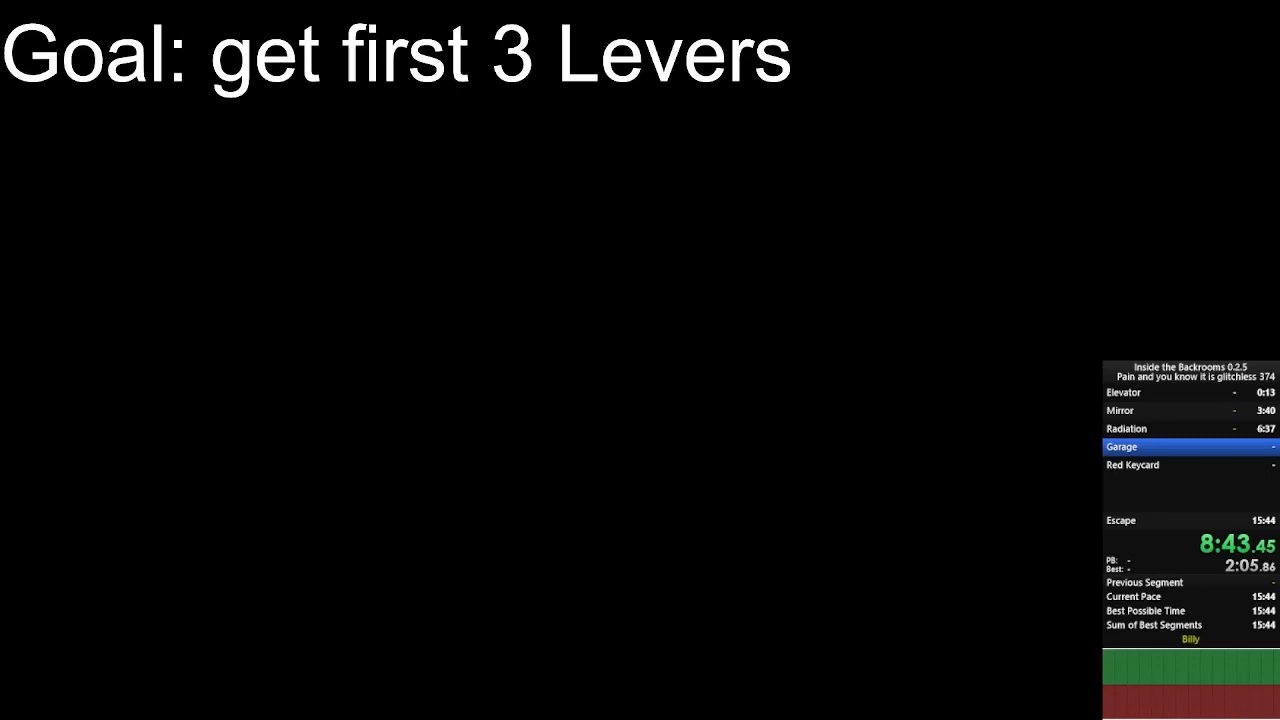 Goal: get first 3 Levers
Inside the Backrooms 0.2.5
Pain and you know it is glitchless 374
Elevator - 0:13
Mirror - 3:40
Radiation - 6:37
Garage -
Red Keycard -
Escape 15:44
8:43.45
PB: -
Best: - 2:05.86
Previous Segment -
Current Pace 15:44
Best Possible Time 15:44
Sum of Best Segments 15:44
Billy